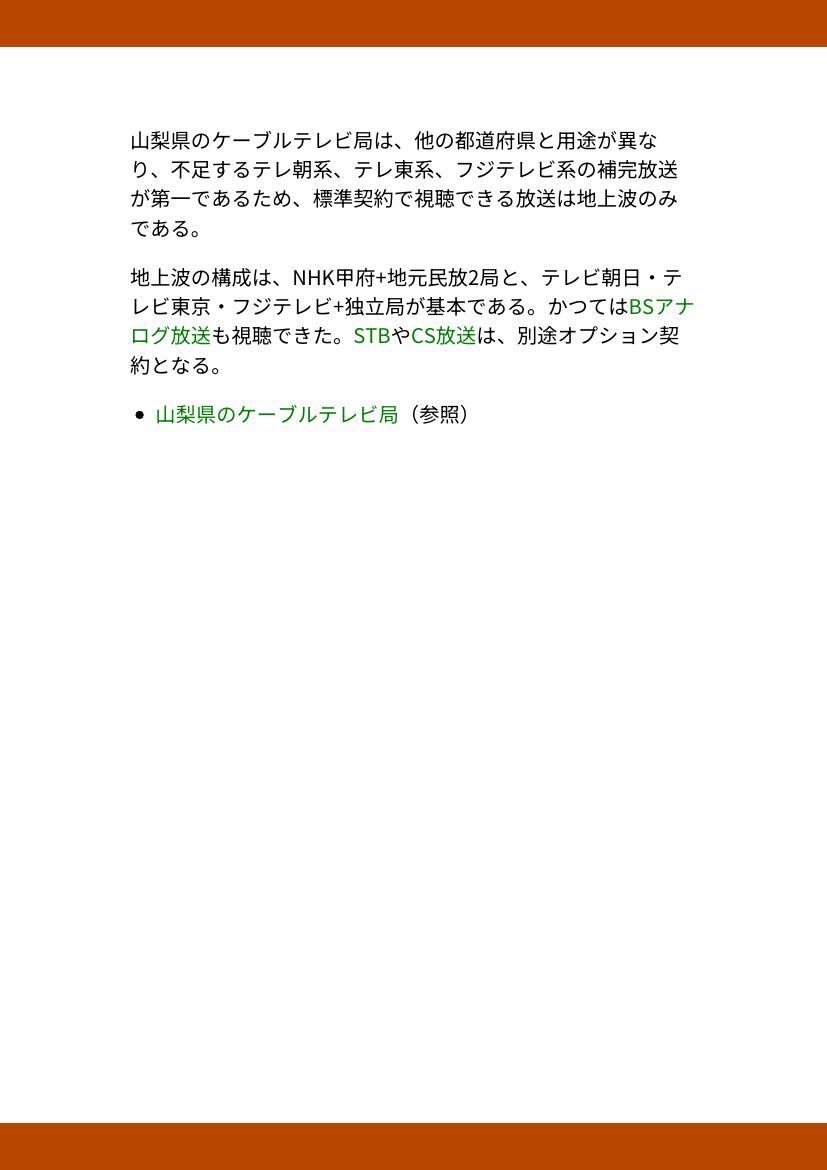 山梨県のケーブルテレビ局は、他の都道府県と用途が異な
り、不足するテレ朝系、テレ東系、フジテレビ系の補完放送
が第一であるため、標準契約で視聴できる放送は地上波のみ
である。
地上波の構成は、NHK甲府+地元民放2局と、テレビ朝日・テ
レビ東京・フジテレビ+独立局が基本である。かつてはBSアナ
ログ放送も視聴できた。STBやCS放送は、別途オプション契
約となる。
• 山梨県のケーブルテレビ局（参照）